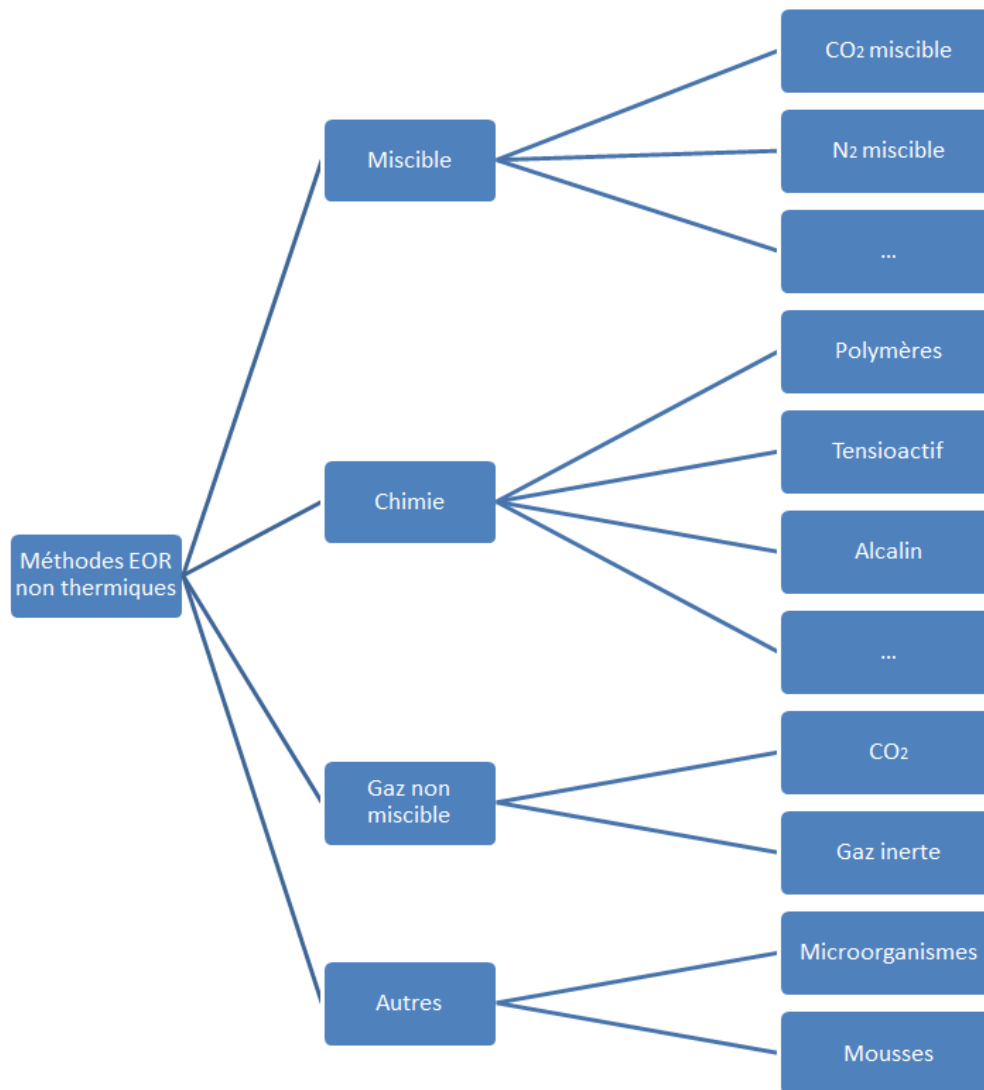 Méthodes EOR
non thermiques
Miscible
CO₂ miscible
N₂ miscible
...
Chimie
Polymères
Tensioactif
Alcalin
...
Gaz non
miscible
CO₂
Gaz inerte
Autres
Microorganismes
Mousses